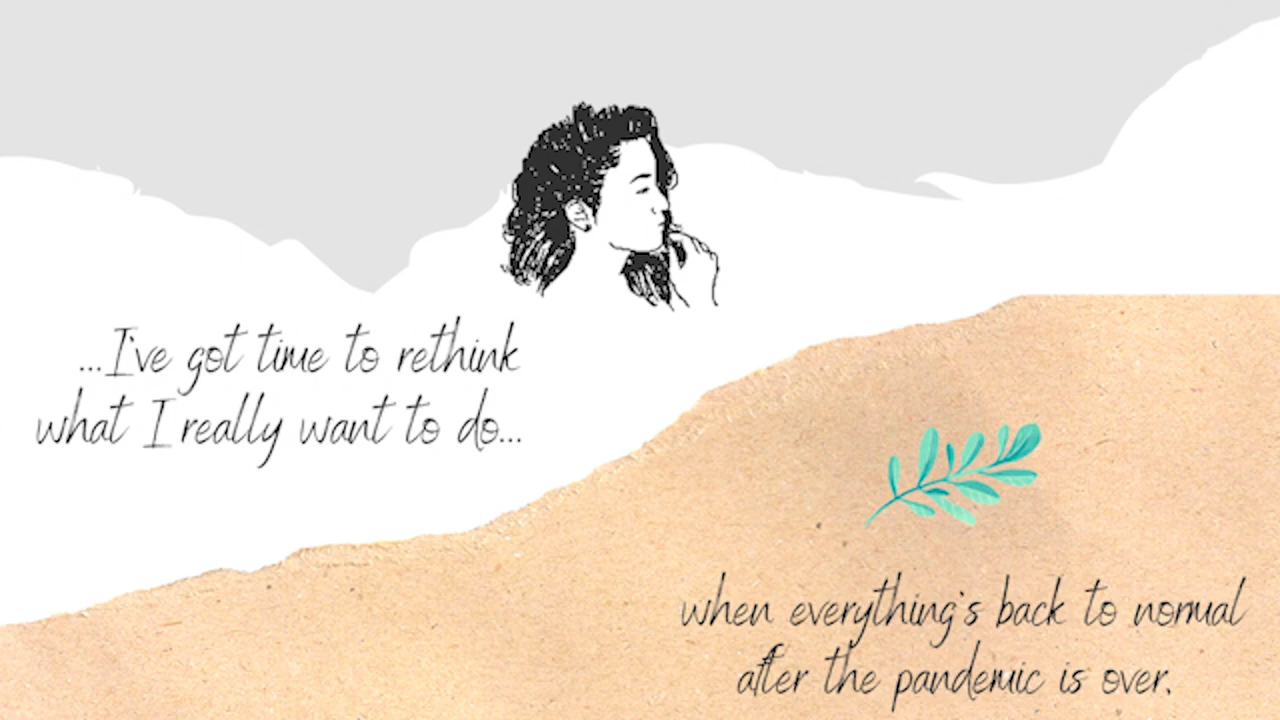 ...I've got time to rethink
what I really want to do...
when everything's back to normal
after the pandemic is over.